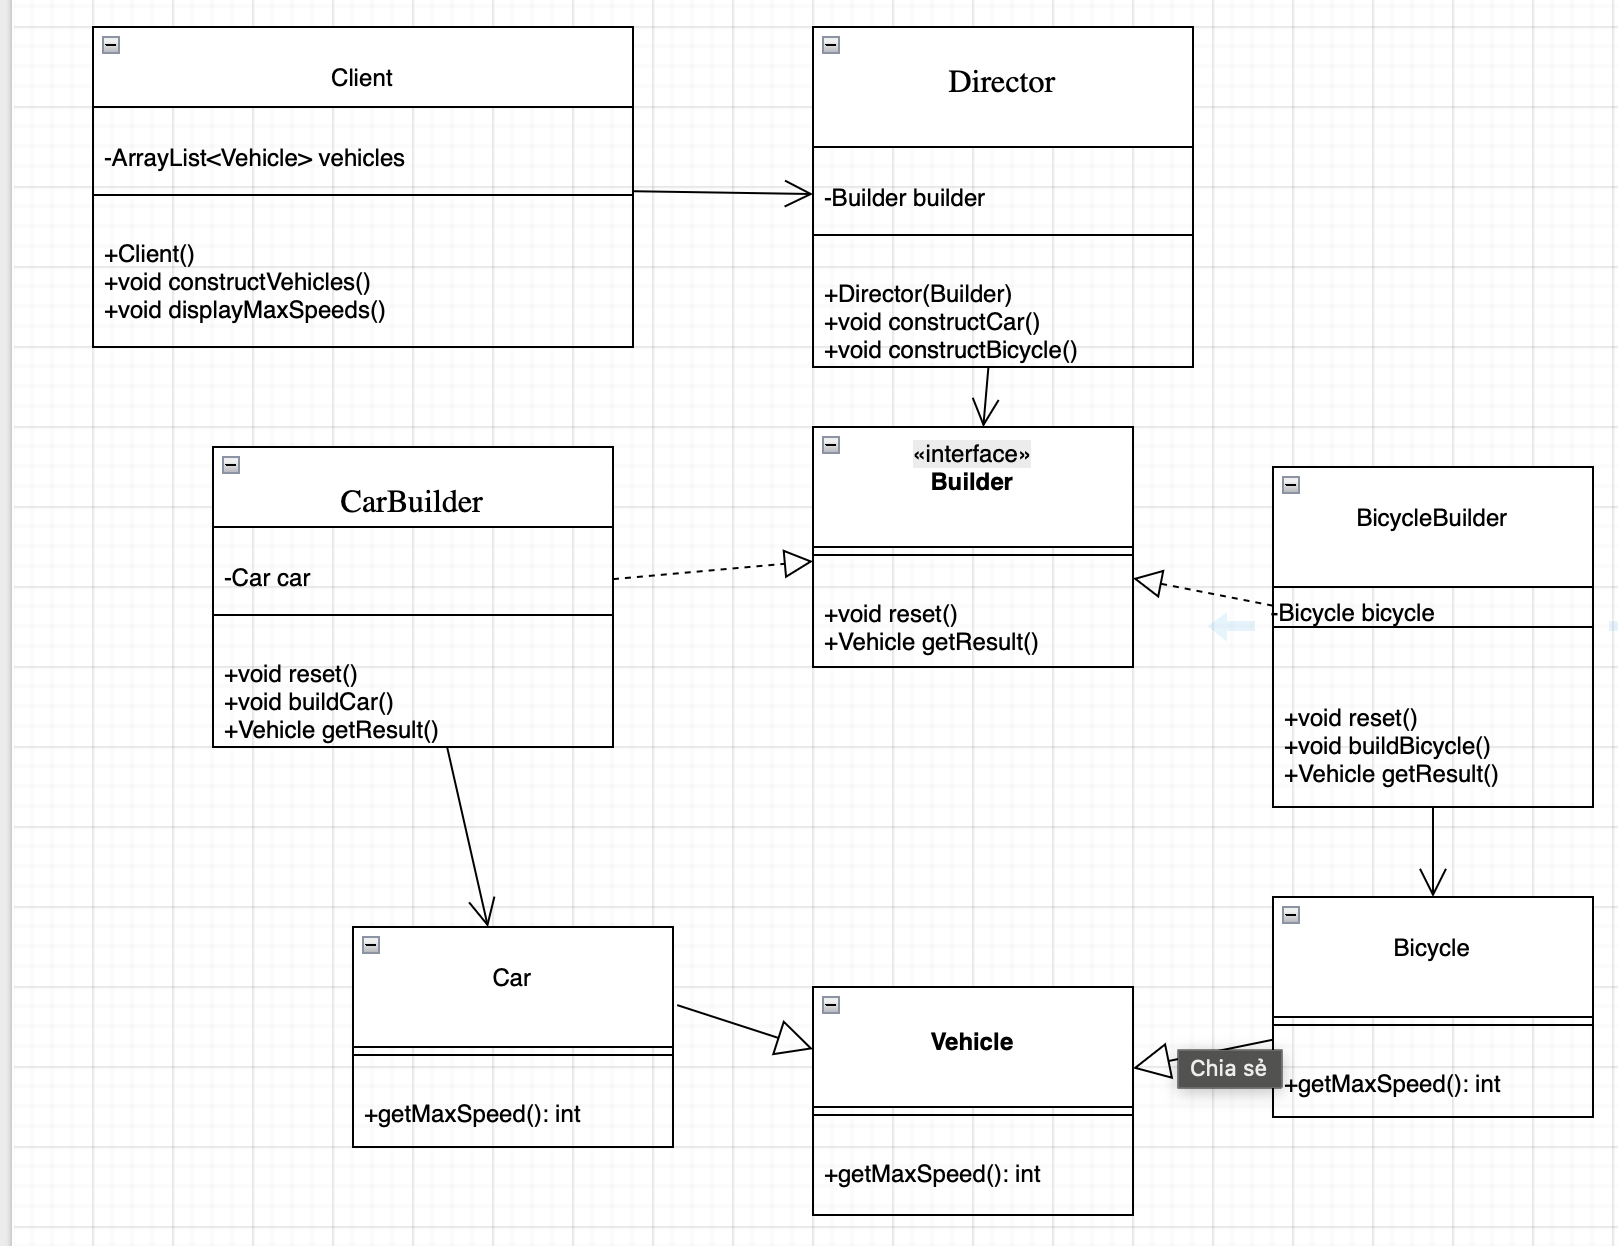 Client
-ArrayList<Vehicle> vehicles
+Client()
+void constructVehicles()
+void displayMaxSpeeds()
Director
-Builder builder
+Director(Builder)
+void constructCar()
+void constructBicycle()
CarBuilder
-Car car
+void reset()
+void buildCar()
+Vehicle getResult()
«interface»
Builder
+void reset()
+Vehicle getResult()
BicycleBuilder
-Bicycle bicycle
+void reset()
+void buildBicycle()
+Vehicle getResult()
Car
+getMaxSpeed(): int
Vehicle
+getMaxSpeed(): int
Bicycle
+getMaxSpeed(): int
Chia sẻ